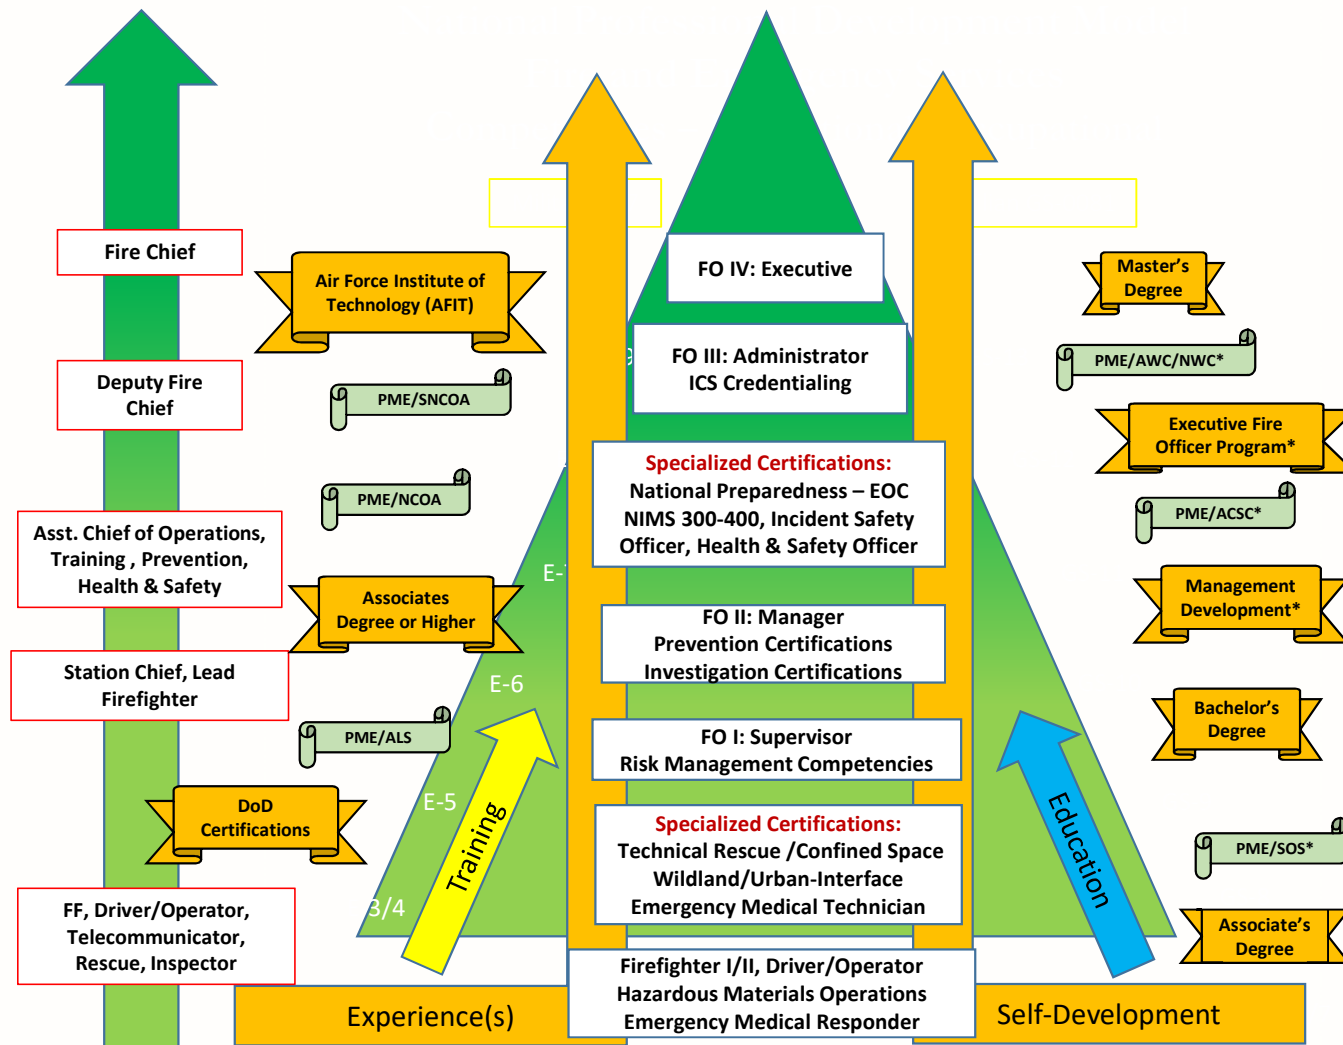 Fire Chief
Deputy Fire
Chief
Asst. Chief of Operations,
Training , Prevention,
Health & Safety
Station Chief, Lead
Firefighter
FF, Driver/Operator,
Telecommunicator,
Rescue, Inspector
Air Force Institute of
Technology (AFIT)
PME/SNCOA
PME/NCOA
Associates
Degree or Higher
PME/ALS
DoD
Certifications
E-6
E-5
3/4
Training
FO IV: Executive
FO III: Administrator
ICS Credentialing
Specialized Certifications:
National Preparedness – EOC
NIMS 300-400, Incident Safety
Officer, Health & Safety Officer
FO II: Manager
Prevention Certifications
Investigation Certifications
FO I: Supervisor
Risk Management Competencies
Specialized Certifications:
Technical Rescue /Confined Space
Wildland/Urban-Interface
Emergency Medical Technician
Firefighter I/II, Driver/Operator
Hazardous Materials Operations
Emergency Medical Responder
Education
Master's
Degree
PME/AWC/NWC*
Executive Fire
Officer Program*
PME/ACSC*
Management
Development*
Bachelor's
Degree
PME/SOS*
Associate's
Degree
Experience(s)
Self-Development